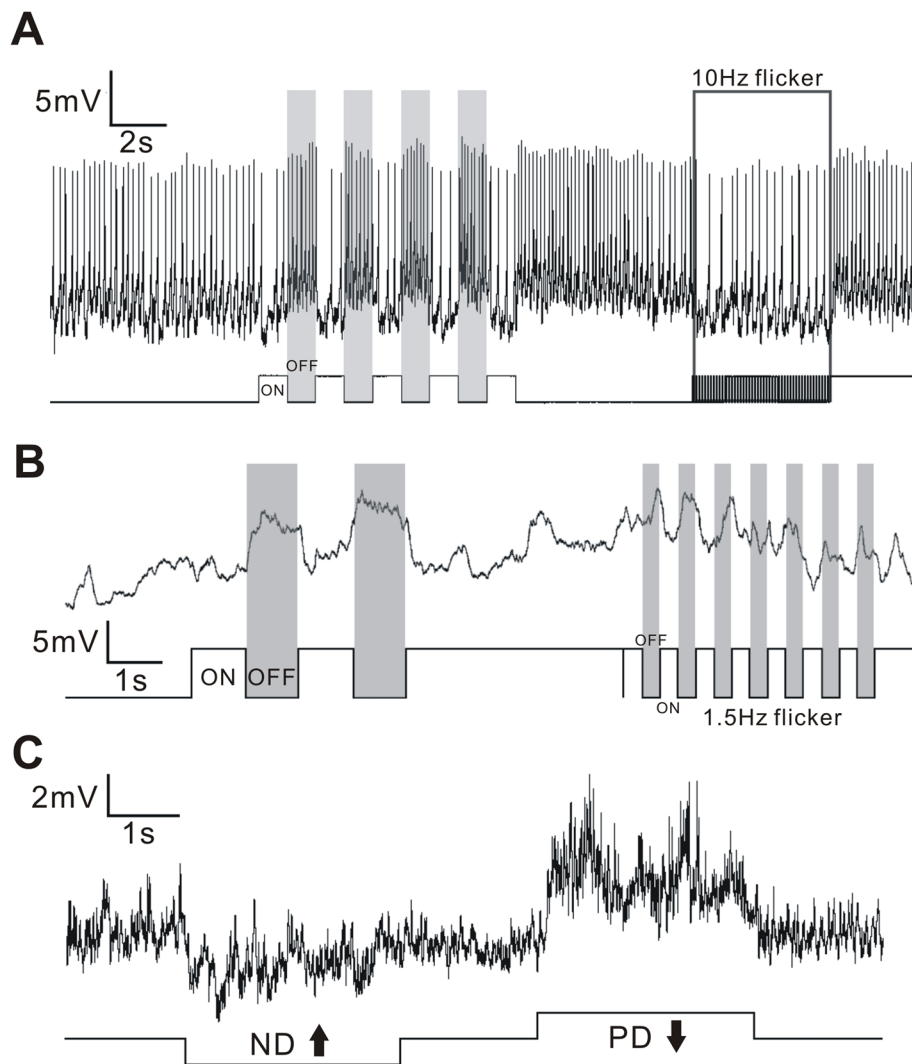 A
5mV
2s
10Hz flicker
OFF
ON
B
5mV
1s
ON
OFF
OFF
ON
1.5Hz flicker
C
2mV
1s
ND
PD